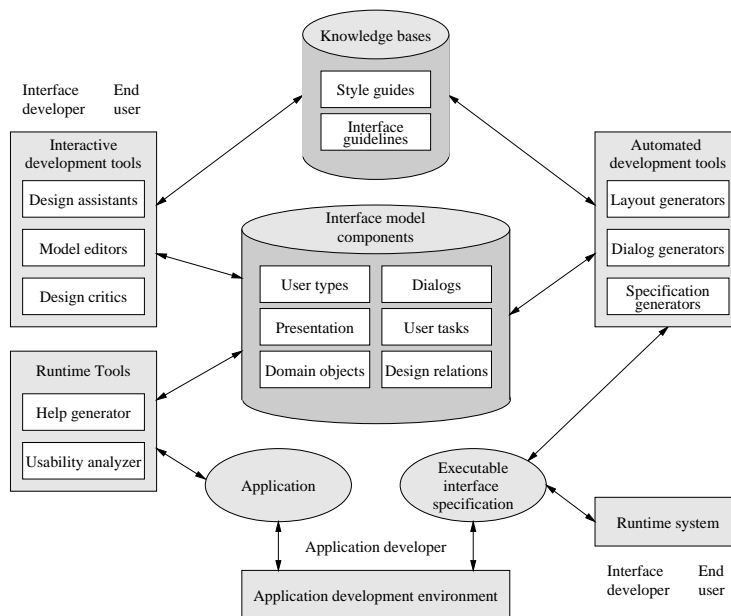 Knowledge bases
Style guides
Interface
guidelines
Interface
developer
End
user
Interactive
development tools
Design assistants
Model editors
Design critics
Automated
development tools
Layout generators
Dialog generators
Specification
generators
Interface model
components
User types
Dialogs
Presentation
User tasks
Domain objects
Design relations
Runtime Tools
Help generator
Usability analyzer
Application
Executable
interface
specification
Runtime system
Application developer
Application development environment
Interface
developer
End
user